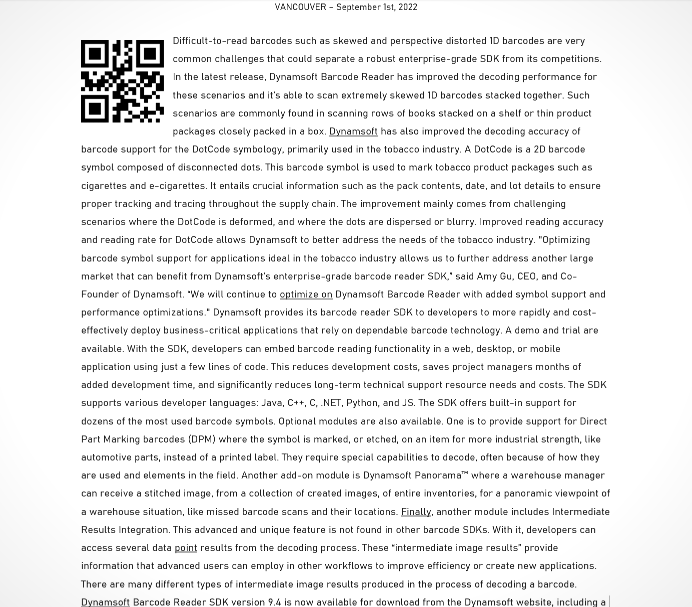 VANCOUVER – September 1st, 2022
Difficult-to-read barcodes such as skewed and perspective distorted 1D barcodes are very
common challenges that could separate a robust enterprise-grade SDK from its competitions.
In the latest release, Dynamsoft Barcode Reader has improved the decoding performance for
these scenarios and it's able to scan extremely skewed 1D barcodes stacked together. Such
scenarios are commonly found in scanning rows of books stacked on a shelf or thin product
packages closely packed in a box. Dynamsoft has also improved the decoding accuracy of
barcode support for the DotCode symbology, primarily used in the tobacco industry. A DotCode is a 2D barcode
symbol composed of disconnected dots. This barcode symbol is used to mark tobacco product packages such as
cigarettes and e-cigarettes. It entails crucial information such as the pack contents, date, and lot details to ensure
proper tracking and tracing throughout the supply chain. The improvement mainly comes from challenging
scenarios where the DotCode is deformed, and where the dots are dispersed or blurry. Improved reading accuracy
and reading rate for DotCode allows Dynamsoft to better address the needs of the tobacco industry. "Optimizing
barcode symbol support for applications ideal in the tobacco industry allows us to further address another large
market that can benefit from Dynamsoft's enterprise-grade barcode reader SDK," said Amy Gu, CEO, and Co-
Founder of Dynamsoft. "We will continue to optimize on Dynamsoft Barcode Reader with added symbol support and
performance optimizations." Dynamsoft provides its barcode reader SDK to developers to more rapidly and cost-
effectively deploy business-critical applications that rely on dependable barcode technology. A demo and trial are
available. With the SDK, developers can embed barcode reading functionality in a web, desktop, or mobile
application using just a few lines of code. This reduces development costs, saves project managers months of
added development time, and significantly reduces long-term technical support resource needs and costs. The SDK
supports various developer languages: Java, C++, C, .NET, Python, and JS. The SDK offers built-in support for
dozens of the most used barcode symbols. Optional modules are also available. One is to provide support for Direct
Part Marking barcodes (DPM) where the symbol is marked, or etched, on an item for more industrial strength, like
automotive parts, instead of a printed label. They require special capabilities to decode, often because of how they
are used and elements in the field. Another add-on module is Dynamsoft Panorama™ where a warehouse manager
can receive a stitched image, from a collection of created images, of entire inventories, for a panoramic viewpoint of
a warehouse situation, like missed barcode scans and their locations. Finally, another module includes Intermediate
Results Integration. This advanced and unique feature is not found in other barcode SDKs. With it, developers can
access several data point results from the decoding process. These "intermediate image results" provide
information that advanced users can employ in other workflows to improve efficiency or create new applications.
There are many different types of intermediate image results produced in the process of decoding a barcode.
Dynamsoft Barcode Reader SDK version 9.4 is now available for download from the Dynamsoft website, including a